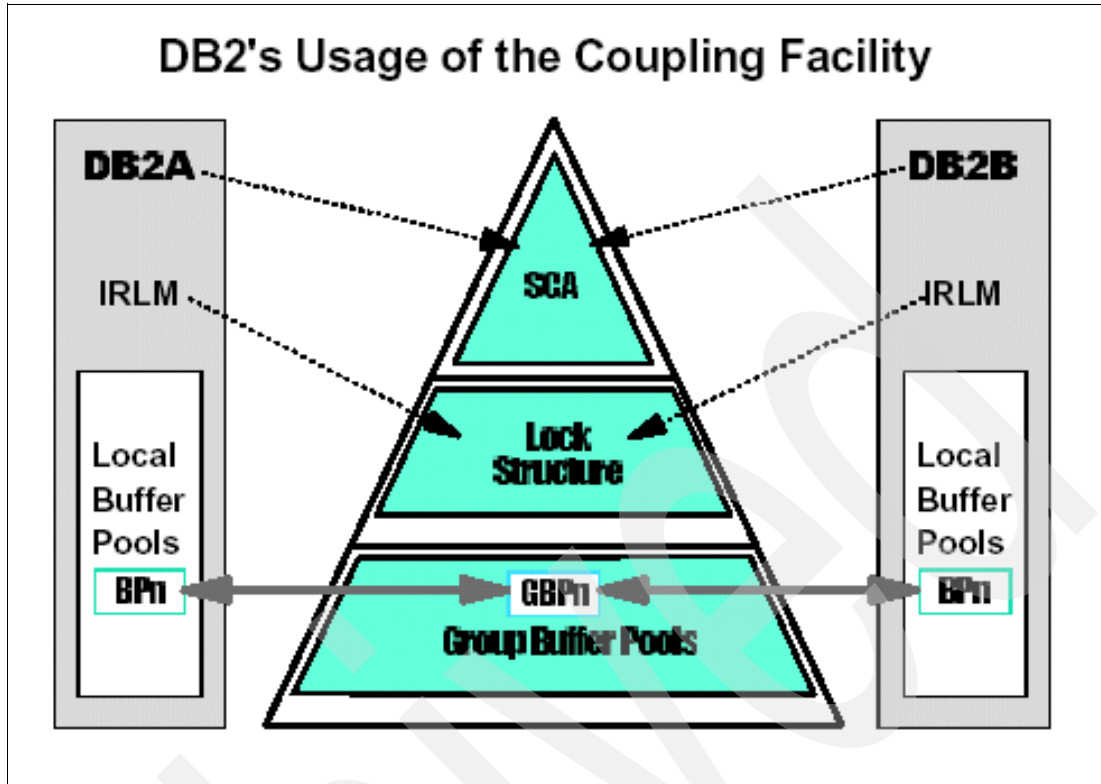 DB2's Usage of the Coupling Facility
DB2A
IRLM
Local
Buffer
Pools
BPn
SCA
Lock
Structure
GBPn
Group Buffer Pools
DB2B
IRLM
Local
Buffer
Pools
BPn